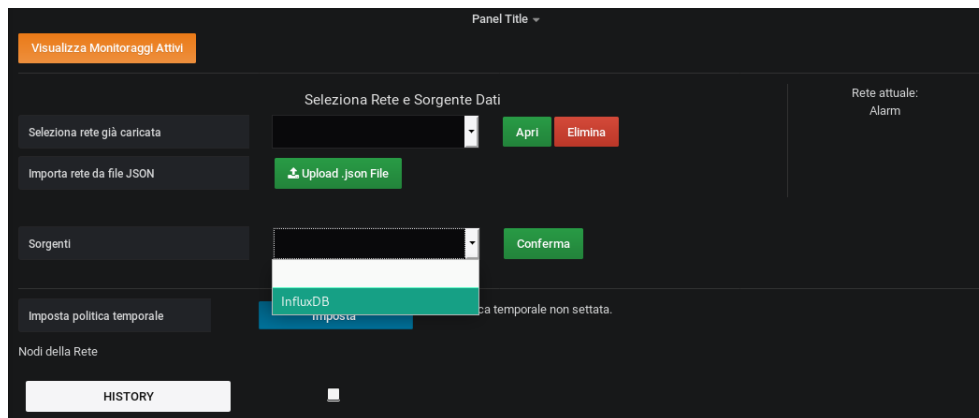 Panel Title
Visualizza Monitoraggi Attivi
Seleziona Rete e Sorgente Dati
Rete attuale:
Alarm
Seleziona rete già caricata
Apri
Elimina
Importa rete da file JSON
Upload .json File
Sorgenti
Conferma
InfluxDB
Imposta politica temporale
Imposta
ca temporale non settata.
Nodi della Rete
HISTORY